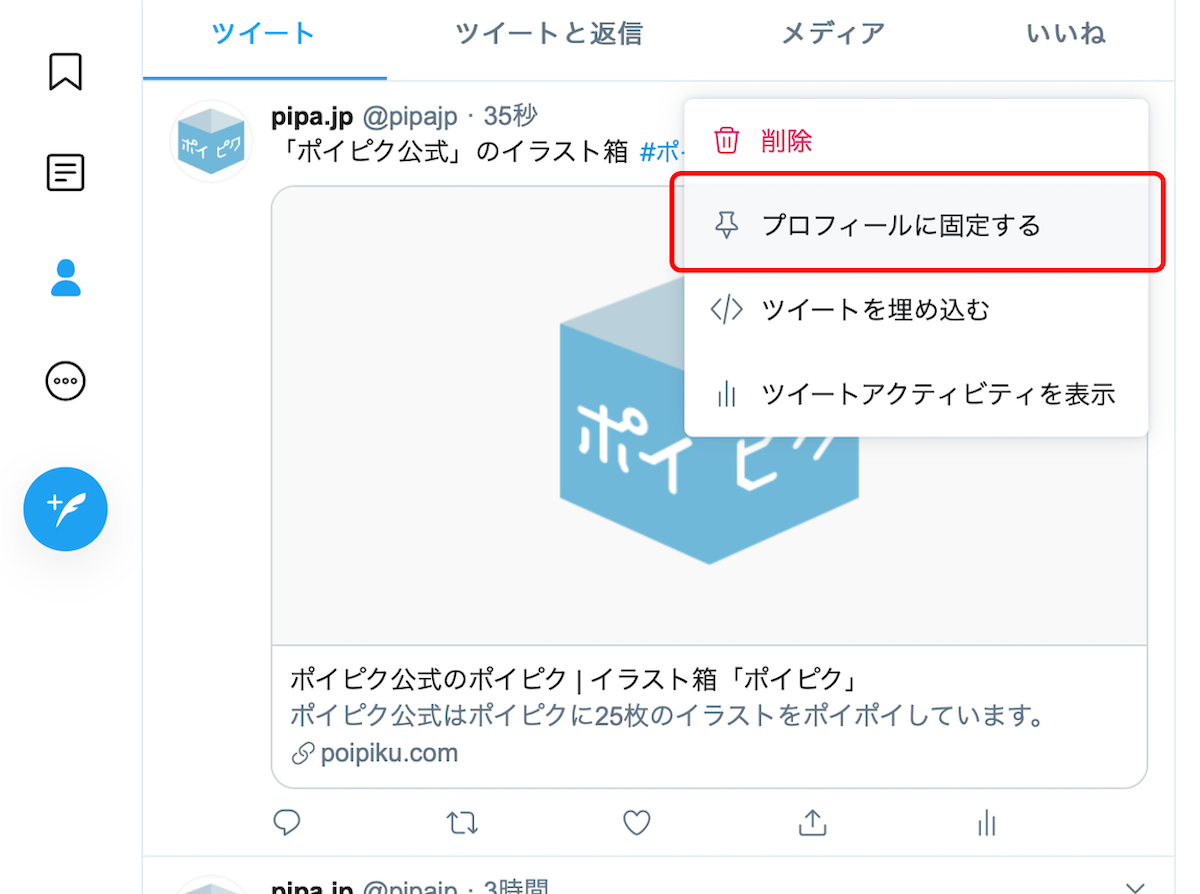 ツイート ツイートと返信 メディア いいね
pipa.jp @pipajp · 35秒
「ポイピク公式」のイラスト箱 #ポ
削除
プロフィールに固定する
ツイートを埋め込む
ツイートアクティビティを表示
ポイ ピク
ポイ ピク
ポイピク公式のポイピク | イラスト箱「ポイピク」
ポイピク公式はポイピクに25枚のイラストをポイポイしています。
poipiku.com
pipa.jp @pipajp · 3時間